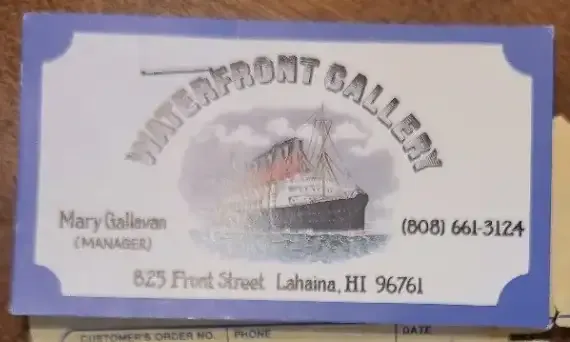 WATERFRONT GALLERY
Mary Gallavan
(MANAGER)
(808) 661-3124
825 Front Street Lahaina, HI 96761
CUSTOMER'S ORDER NO. PHONE DATE